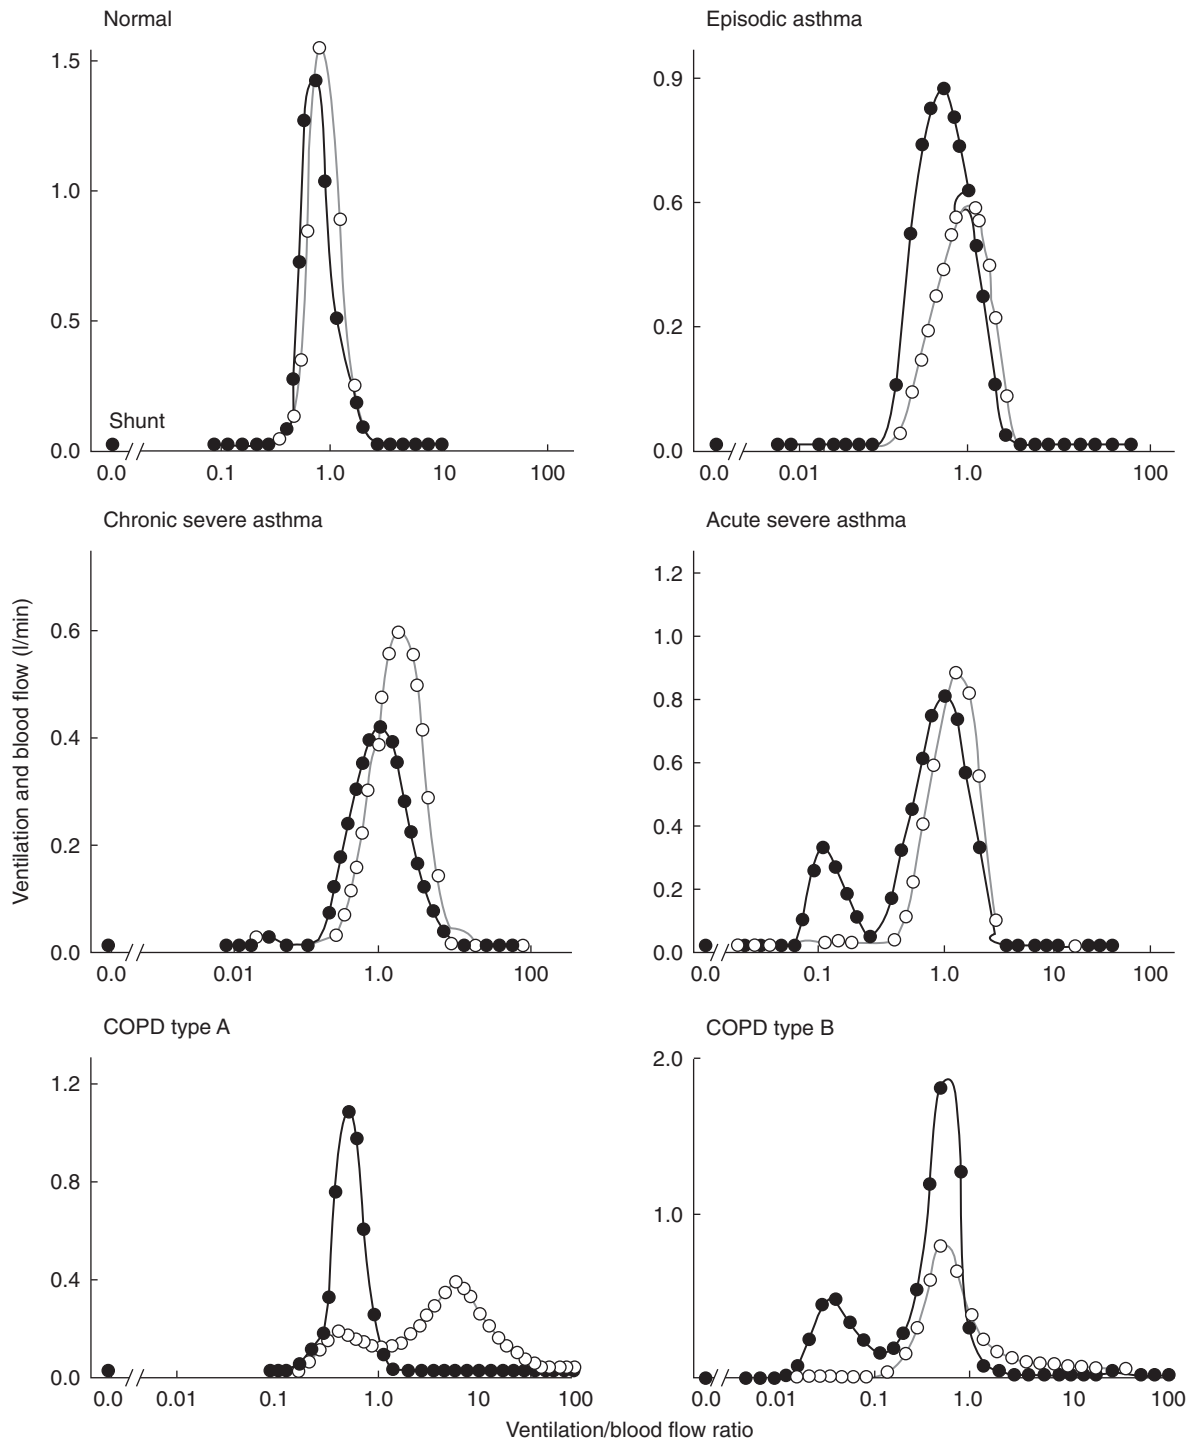 Normal
1.5
1.0
0.5
Shunt
0.0
0.0 0.1 1.0 10 100
Episodic asthma
0.9
0.6
0.2
0.0
0.0 0.01 1.0 100
Chronic severe asthma
0.6
0.4
0.2
0.0
0.0 0.01 1.0 100
Acute severe asthma
1.2
1.0
0.8
0.6
0.4
0.2
0.0
0.0 0.1 1.0 10 100
Ventilation and blood flow (l/min)
COPD type A
1.2
0.8
0.4
0.0
0.0 0.01 0.1 1.0 10 100
COPD type B
2.0
1.0
0.0 0.01 0.1 1.0 10 100
Ventilation/blood flow ratio